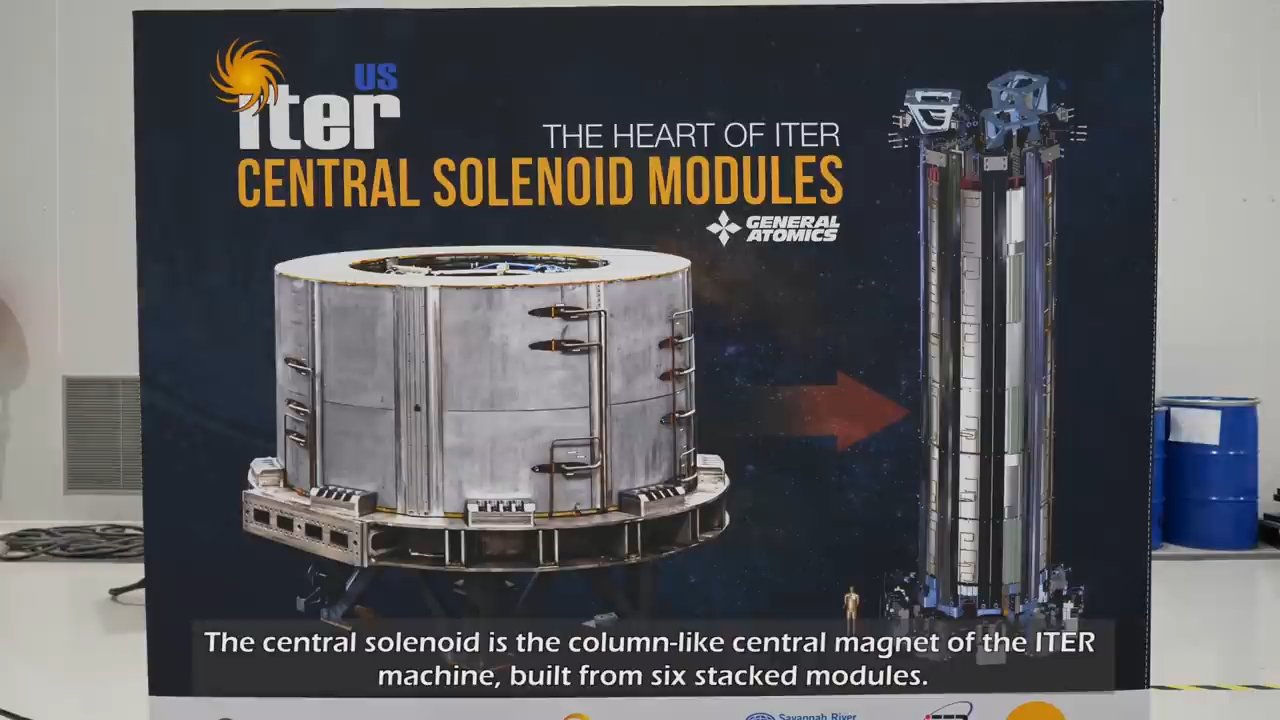 US
iter
THE HEART OF ITER
CENTRAL SOLENOID MODULES
GENERAL
ATOMICS
The central solenoid is the column-like central magnet of the ITER
machine, built from six stacked modules.
Savannah River